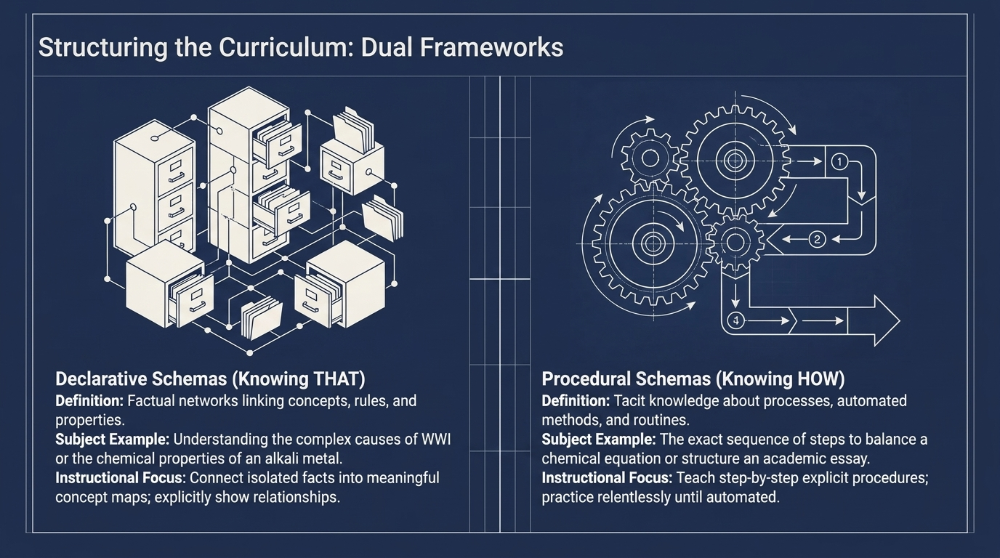 Structuring the Curriculum: Dual Frameworks
1
2
4
Declarative Schemas (Knowing THAT)
Definition: Factual networks linking concepts, rules, and
properties.
Subject Example: Understanding the complex causes of WWI
or the chemical properties of an alkali metal.
Instructional Focus: Connect isolated facts into meaningful
concept maps; explicitly show relationships.
Procedural Schemas (Knowing HOW)
Definition: Tacit knowledge about processes, automated
methods, and routines.
Subject Example: The exact sequence of steps to balance a
chemical equation or structure an academic essay.
Instructional Focus: Teach step-by-step explicit procedures;
practice relentlessly until automated.